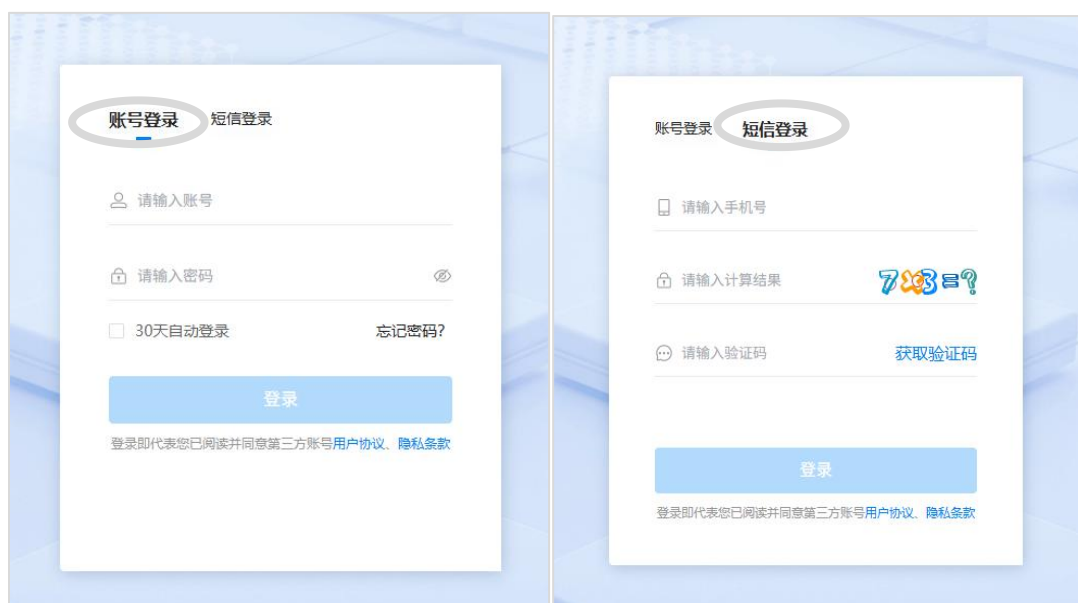 账号登录 短信登录
请输入账号
请输入密码
30天自动登录 忘记密码?
登录
登录即代表您已阅读并同意第三方账号用户协议、隐私条款
账号登录 短信登录
请输入手机号
请输入计算结果 7×3=?
请输入验证码 获取验证码
登录
登录即代表您已阅读并同意第三方账号用户协议、隐私条款